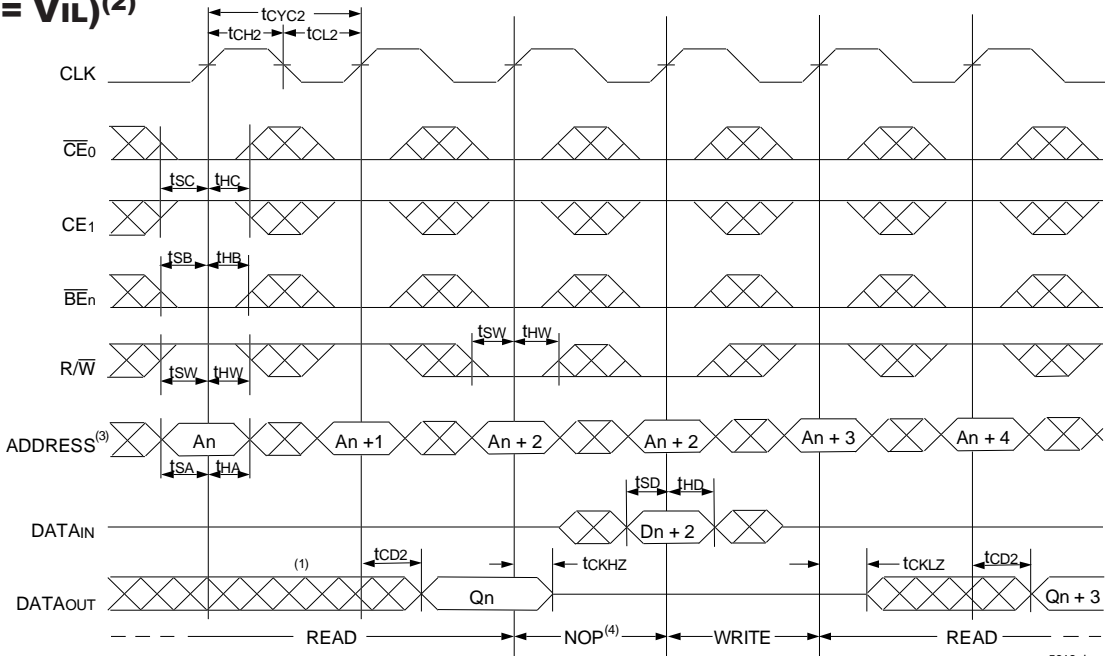 = VIL)(2)
tCYC2
tCH2 tCL2
CLK
CE0
tSC tHC
CE1
tSB tHB
BEn
tSW tHW
R/W
tSW tHW
ADDRESS(3) An An +1 An + 2 An + 2 An + 3 An + 4
tSA tHA
tSD tHD
DATAIN Dn + 2
(1) tCD2 tCKHZ tCKLZ tCD2
DATAOUT Qn Qn + 3
READ NOP(4) WRITE READ